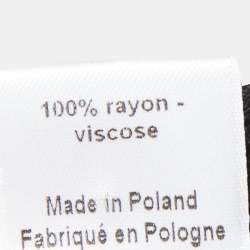 100% rayon -
viscose
Made in Poland
Fabriqué en Pologne